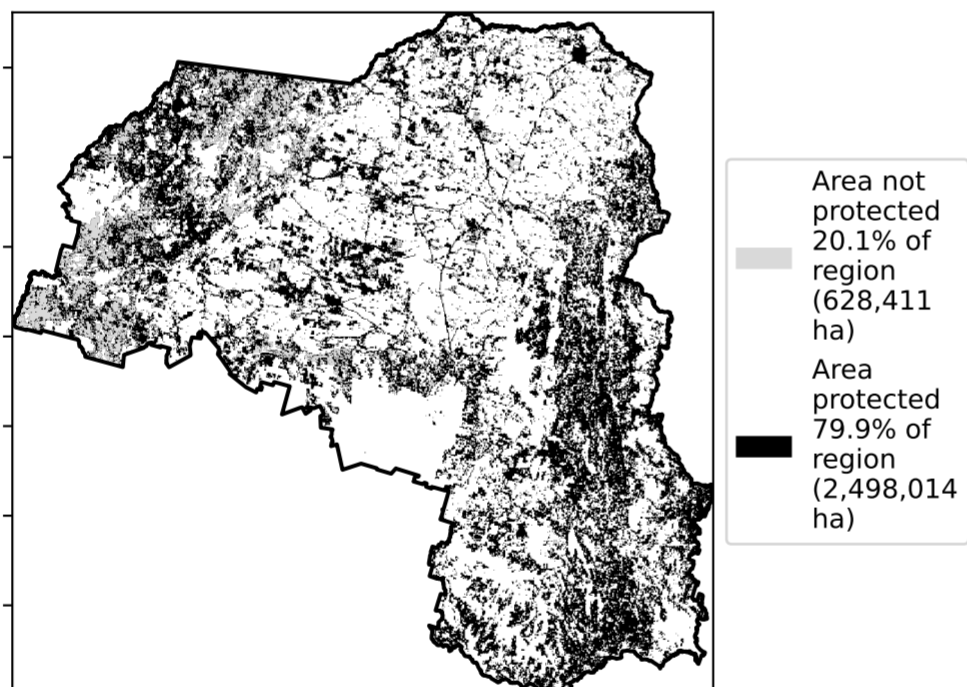 Area not
protected
20.1% of
region
(628,411
ha)
Area
protected
79.9% of
region
(2,498,014
ha)